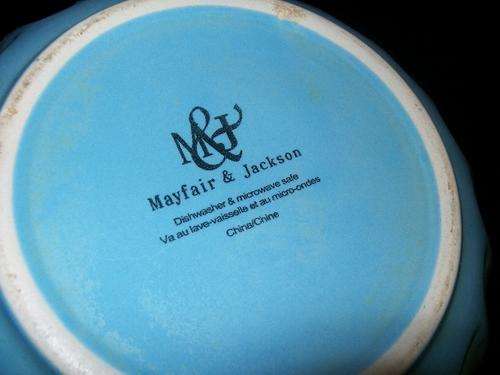 M&J
Mayfair & Jackson
Dishwasher & microwave safe
Va au lave-vaisselle et au micro-ondes
China/Chine